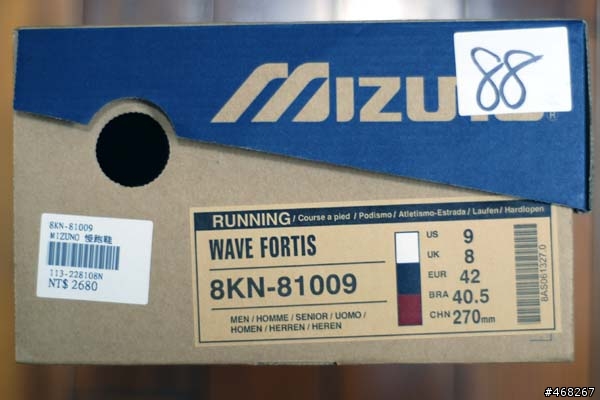 MIZUNO®
88
8KN-81009
MIZUNO 慢跑鞋
113-228108N
NT$ 2680
RUNNING / Course a pied / Podismo / Atletismo-Estrada / Laufen / Hardlopen
WAVE FORTIS
8KN-81009
MEN / HOMME / SENIOR / UOMO /
HOMEN / HERREN / HEREN
US 9
UK 8
EUR 42
BRA 40.5
CHN 270mm
8AS061327.0
#468267